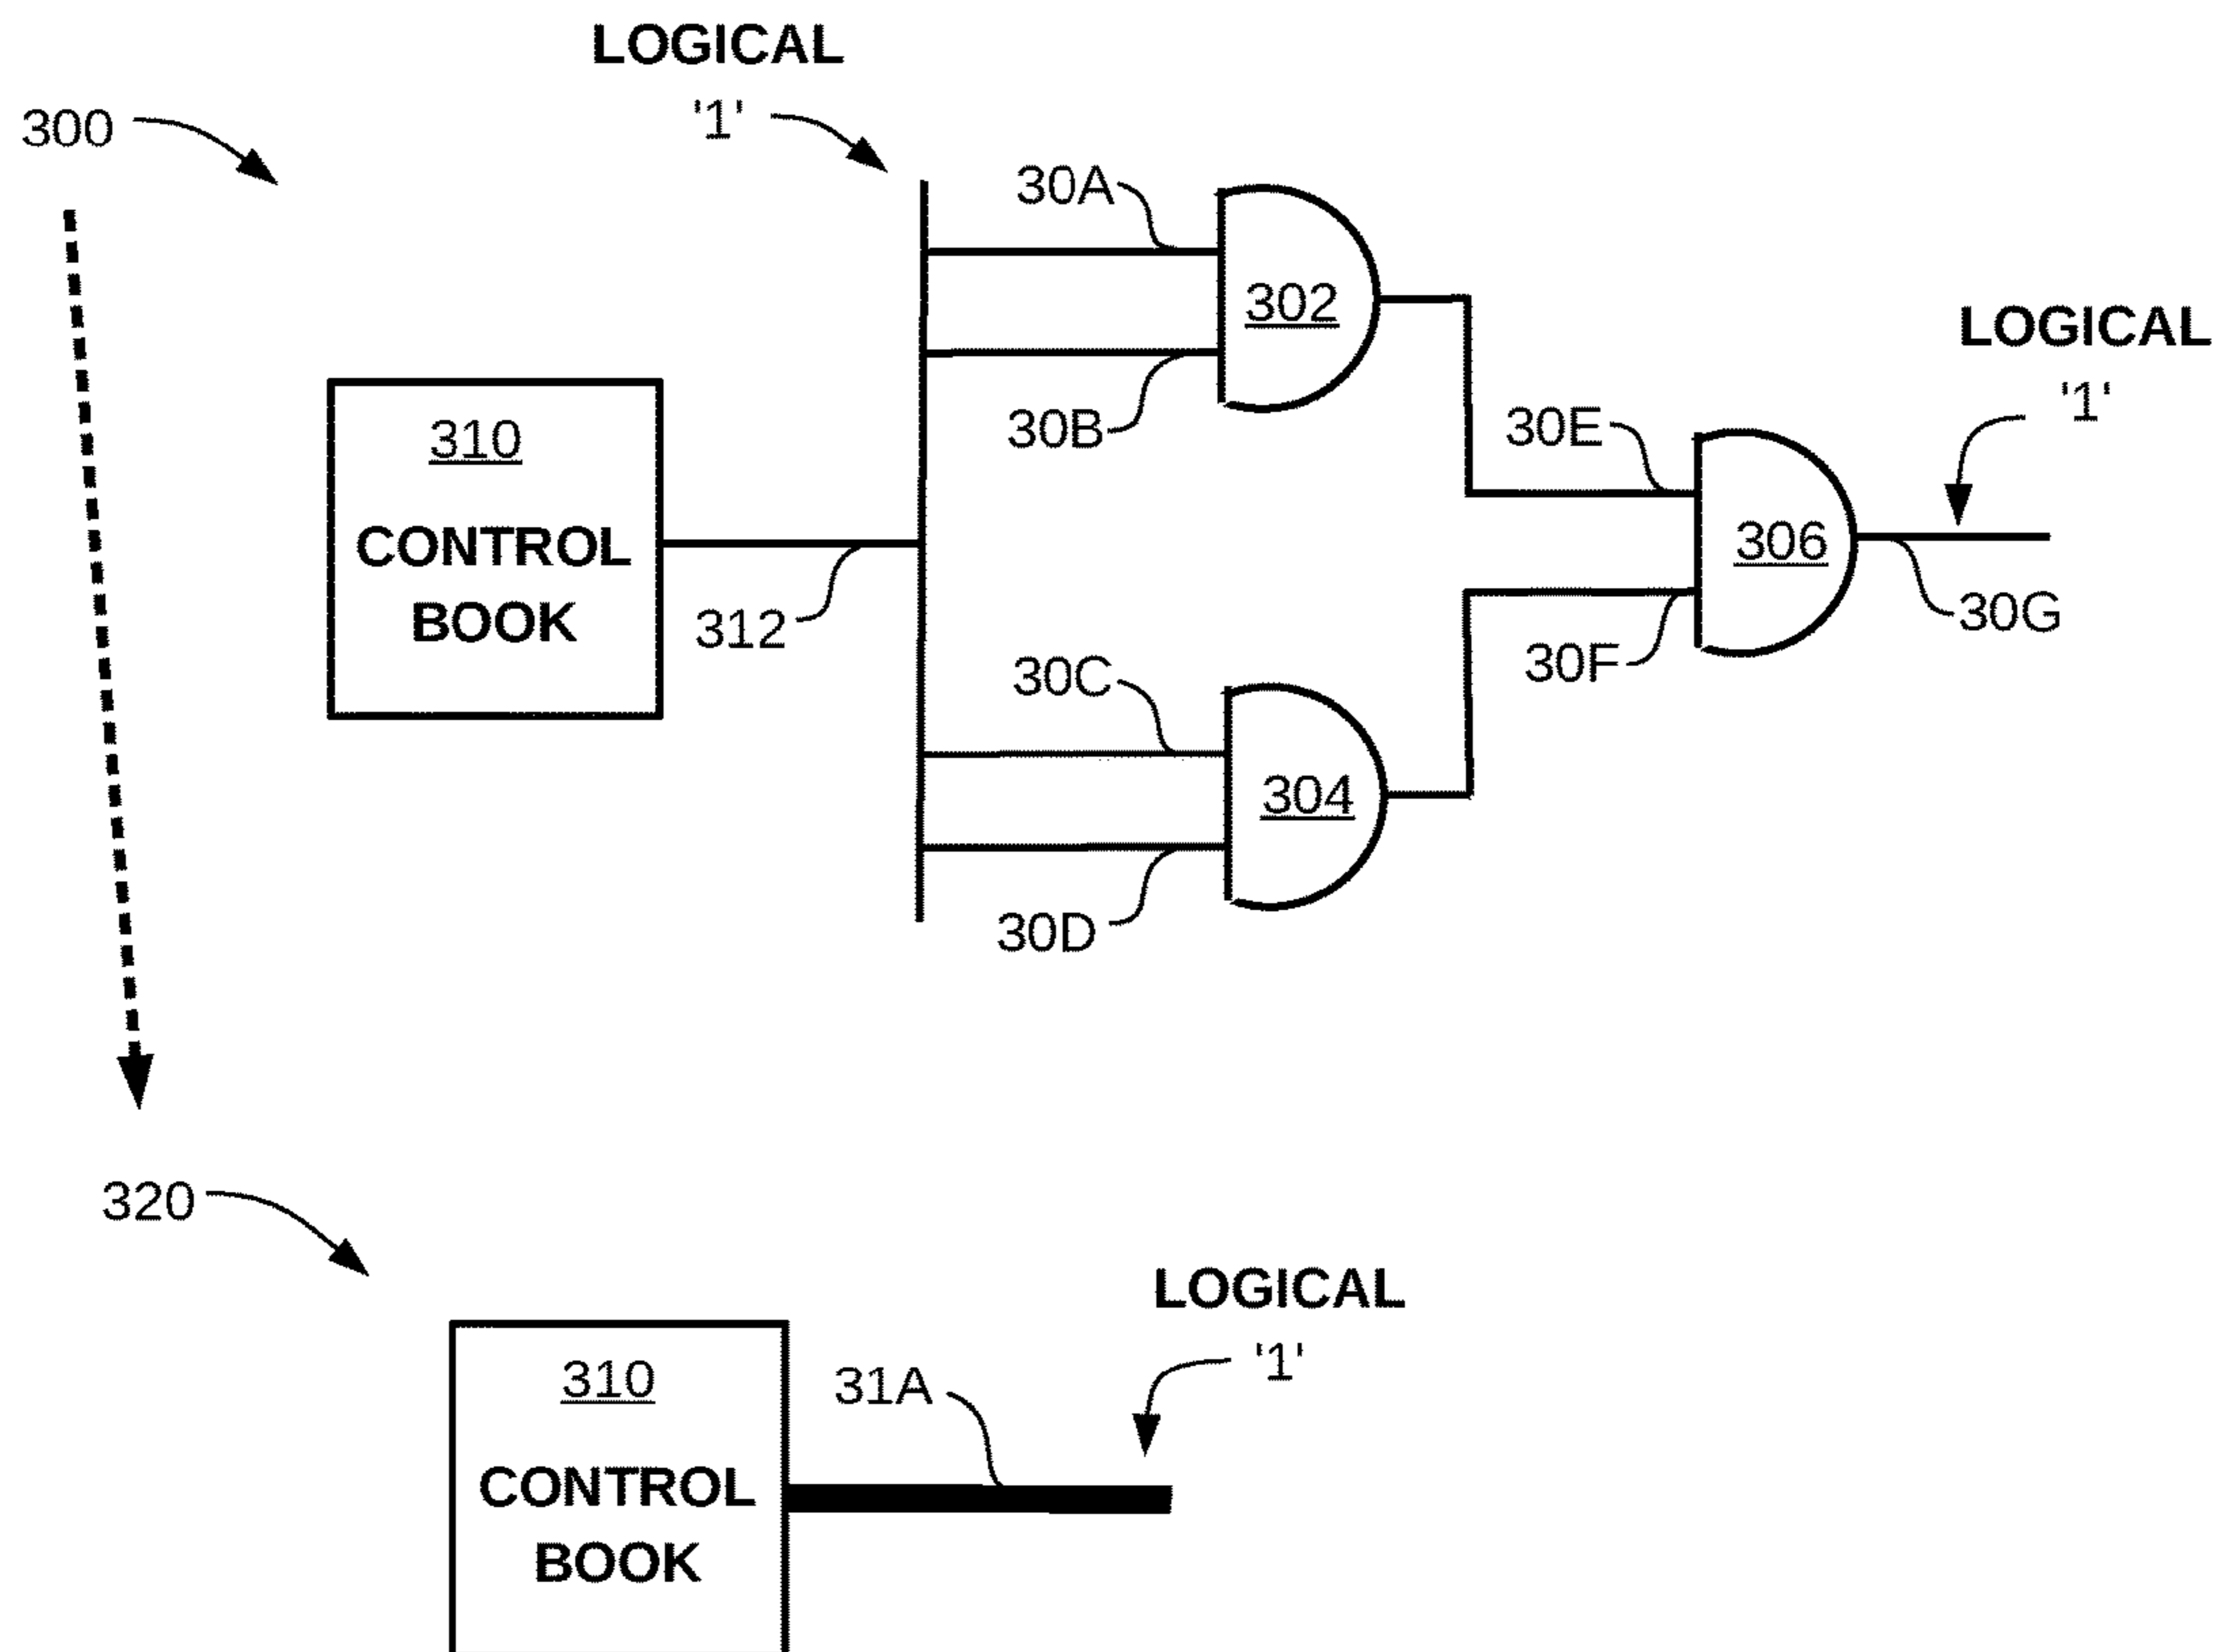 LOGICAL
'1'
300
30A
302
LOGICAL
'1'
30B
30E
310
CONTROL
BOOK
306
312
30G
30F
30C
304
30D
320
LOGICAL
'1'
310
31A
CONTROL
BOOK